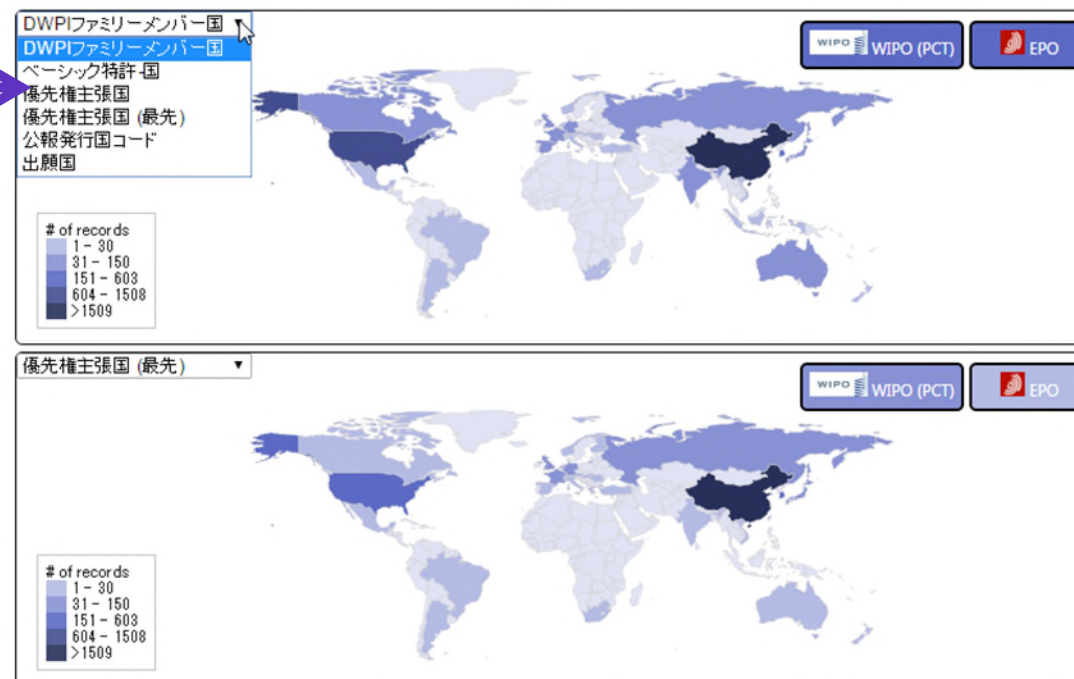 DWPIファミリーメンバー国 ▼
DWPIファミリーメンバー国
ベーシック特許-国
優先権主張国
優先権主張国 (最先)
公報発行国コード
出願国
WIPO WIPO (PCT)
EPO
# of records
1 - 30
31 - 150
151 - 603
604 - 1508
>1509
優先権主張国 (最先) ▼
WIPO WIPO (PCT)
EPO
# of records
1 - 30
31 - 150
151 - 603
604 - 1508
>1509